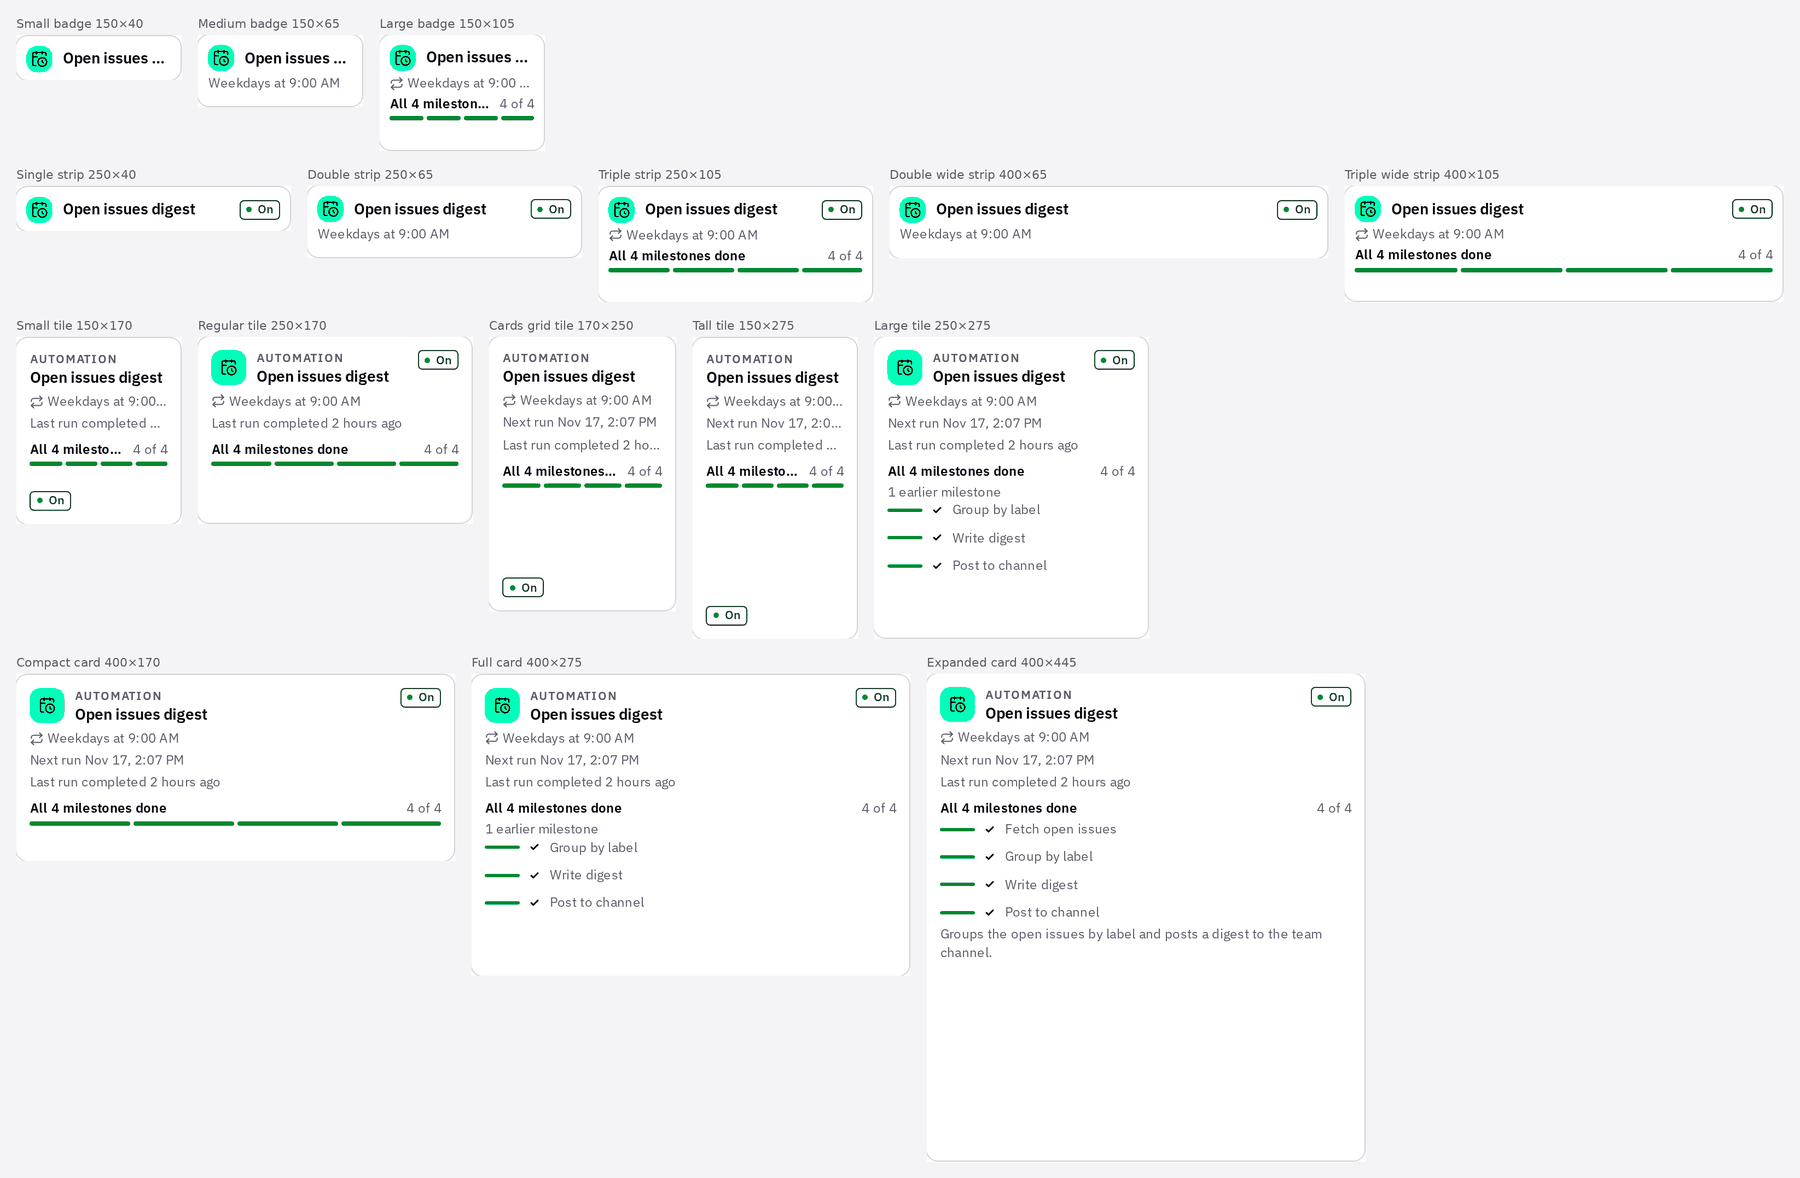 Small badge 150×40
Open issues ...
Medium badge 150×65
Open issues ...
Weekdays at 9:00 AM
Large badge 150×105
Open issues ...
Weekdays at 9:00 ...
All 4 mileston... 4 of 4
Single strip 250×40
Open issues digest On
Double strip 250×65
Open issues digest On
Weekdays at 9:00 AM
Triple strip 250×105
Open issues digest On
Weekdays at 9:00 AM
All 4 milestones done 4 of 4
Double wide strip 400×65
Open issues digest On
Weekdays at 9:00 AM
Triple wide strip 400×105
Open issues digest On
Weekdays at 9:00 AM
All 4 milestones done 4 of 4
Small tile 150×170
AUTOMATION
Open issues digest
Weekdays at 9:00...
Last run completed ...
All 4 milesto... 4 of 4
On
Regular tile 250×170
AUTOMATION On
Open issues digest
Weekdays at 9:00 AM
Last run completed 2 hours ago
All 4 milestones done 4 of 4
Cards grid tile 170×250
AUTOMATION
Open issues digest
Weekdays at 9:00 AM
Next run Nov 17, 2:07 PM
Last run completed 2 ho...
All 4 milestones... 4 of 4
On
Tall tile 150×275
AUTOMATION
Open issues digest
Weekdays at 9:00...
Next run Nov 17, 2:0...
Last run completed ...
All 4 milesto... 4 of 4
On
Large tile 250×275
AUTOMATION On
Open issues digest
Weekdays at 9:00 AM
Next run Nov 17, 2:07 PM
Last run completed 2 hours ago
All 4 milestones done 4 of 4
1 earlier milestone
Group by label
Write digest
Post to channel
Compact card 400×170
AUTOMATION On
Open issues digest
Weekdays at 9:00 AM
Next run Nov 17, 2:07 PM
Last run completed 2 hours ago
All 4 milestones done 4 of 4
Full card 400×275
AUTOMATION On
Open issues digest
Weekdays at 9:00 AM
Next run Nov 17, 2:07 PM
Last run completed 2 hours ago
All 4 milestones done 4 of 4
1 earlier milestone
Group by label
Write digest
Post to channel
Expanded card 400×445
AUTOMATION On
Open issues digest
Weekdays at 9:00 AM
Next run Nov 17, 2:07 PM
Last run completed 2 hours ago
All 4 milestones done 4 of 4
Fetch open issues
Group by label
Write digest
Post to channel
Groups the open issues by label and posts a digest to the team
channel.